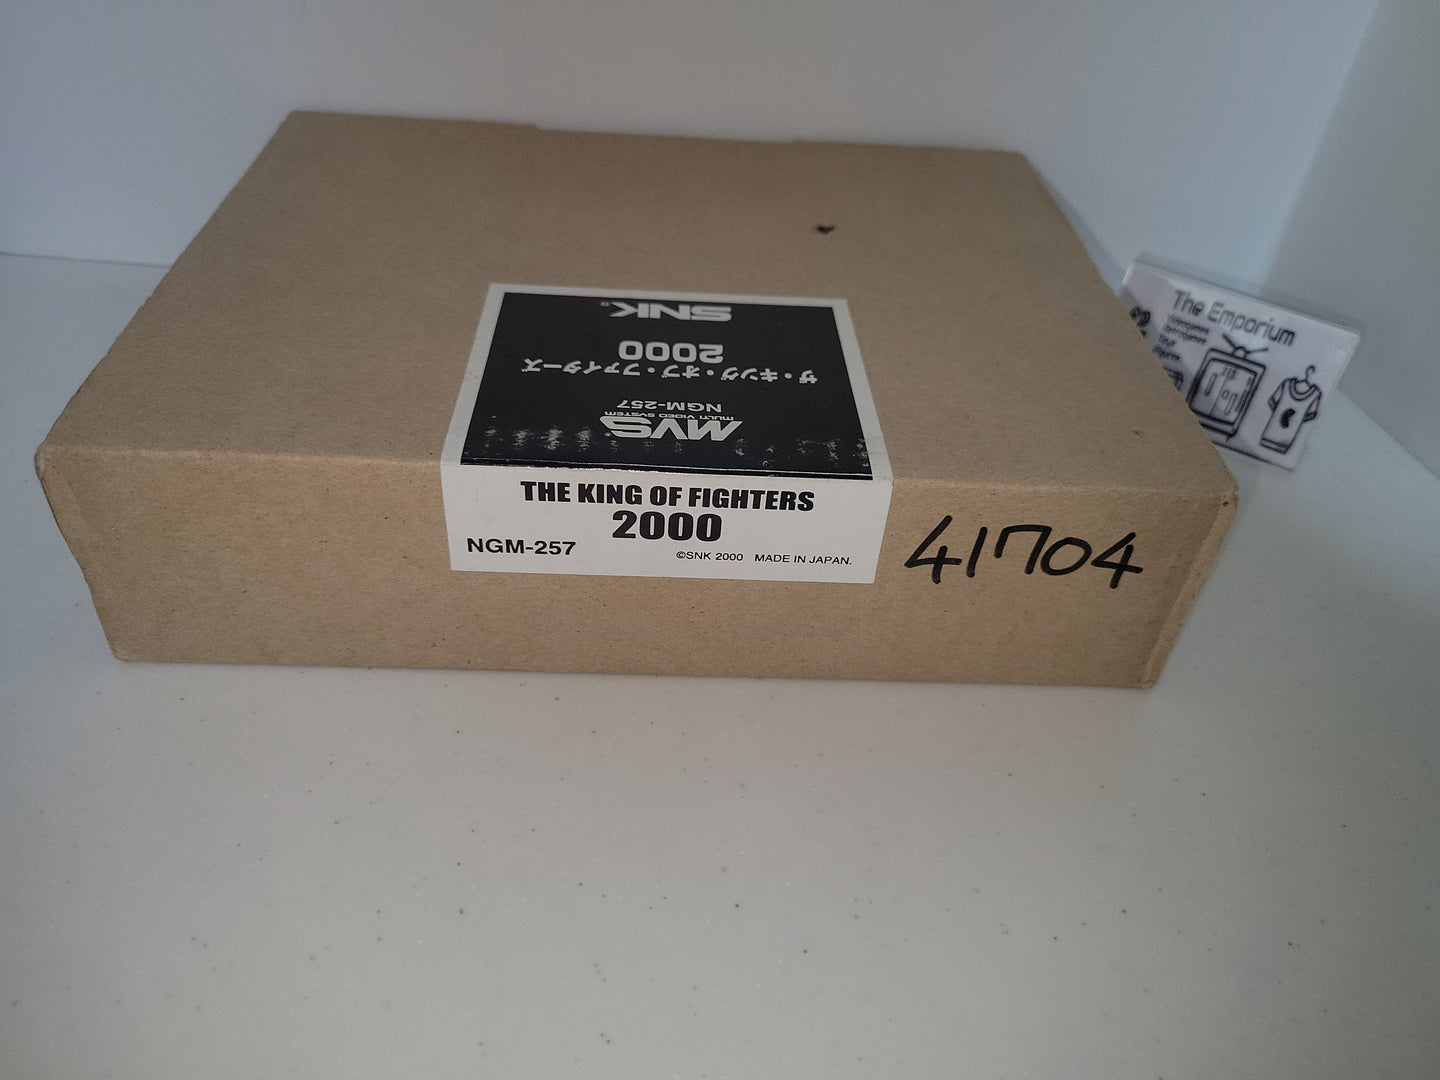 SNK®
2000
ザ・キング・オブ・ファイターズ
NGM-257
MULTI VIDEO SYSTEM
MVS®
THE KING OF FIGHTERS
2000
NGM-257
©SNK 2000 MADE IN JAPAN.
41704
The Emporium